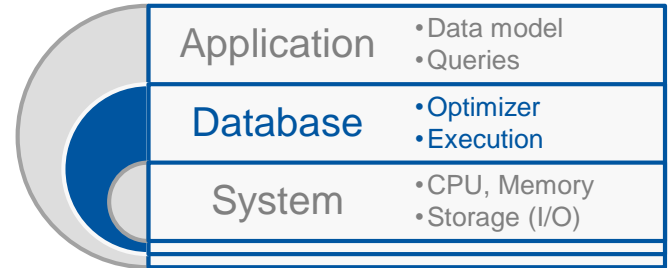 Application
•Data model
•Queries
Database
•Optimizer
•Execution
System
•CPU, Memory
•Storage (I/O)